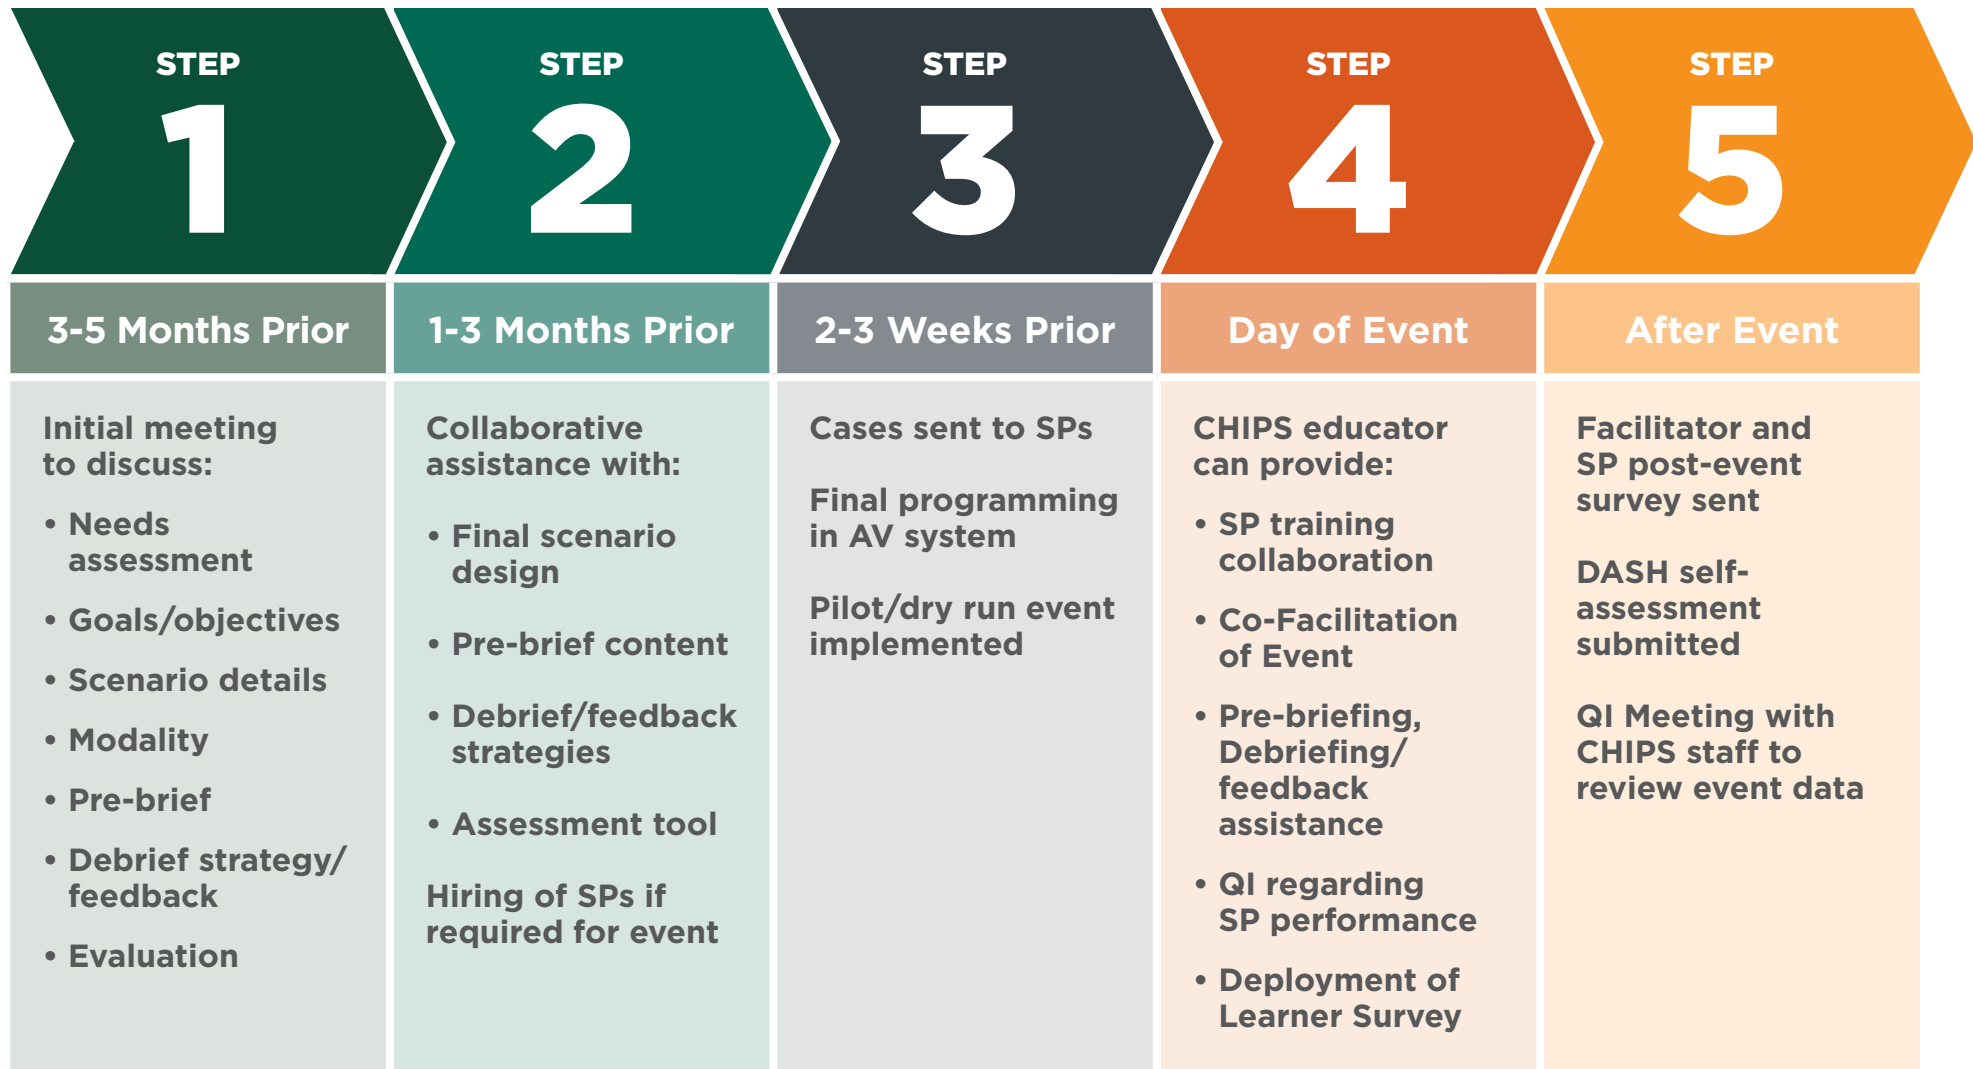 STEP
1
3-5 Months Prior
Initial meeting
to discuss:
• Needs
assessment
• Goals/objectives
• Scenario details
• Modality
• Pre-brief
• Debrief strategy/
feedback
• Evaluation
STEP
2
1-3 Months Prior
Collaborative
assistance with:
• Final scenario
design
• Pre-brief content
• Debrief/feedback
strategies
• Assessment tool
Hiring of SPs if
required for event
STEP
3
2-3 Weeks Prior
Cases sent to SPs
Final programming
in AV system
Pilot/dry run event
implemented
STEP
4
Day of Event
CHIPS educator
can provide:
• SP training
collaboration
• Co-Facilitation
of Event
• Pre-briefing,
Debriefing/
feedback
assistance
• QI regarding
SP performance
• Deployment of
Learner Survey
STEP
5
After Event
Facilitator and
SP post-event
survey sent
DASH self-
assessment
submitted
QI Meeting with
CHIPS staff to
review event data